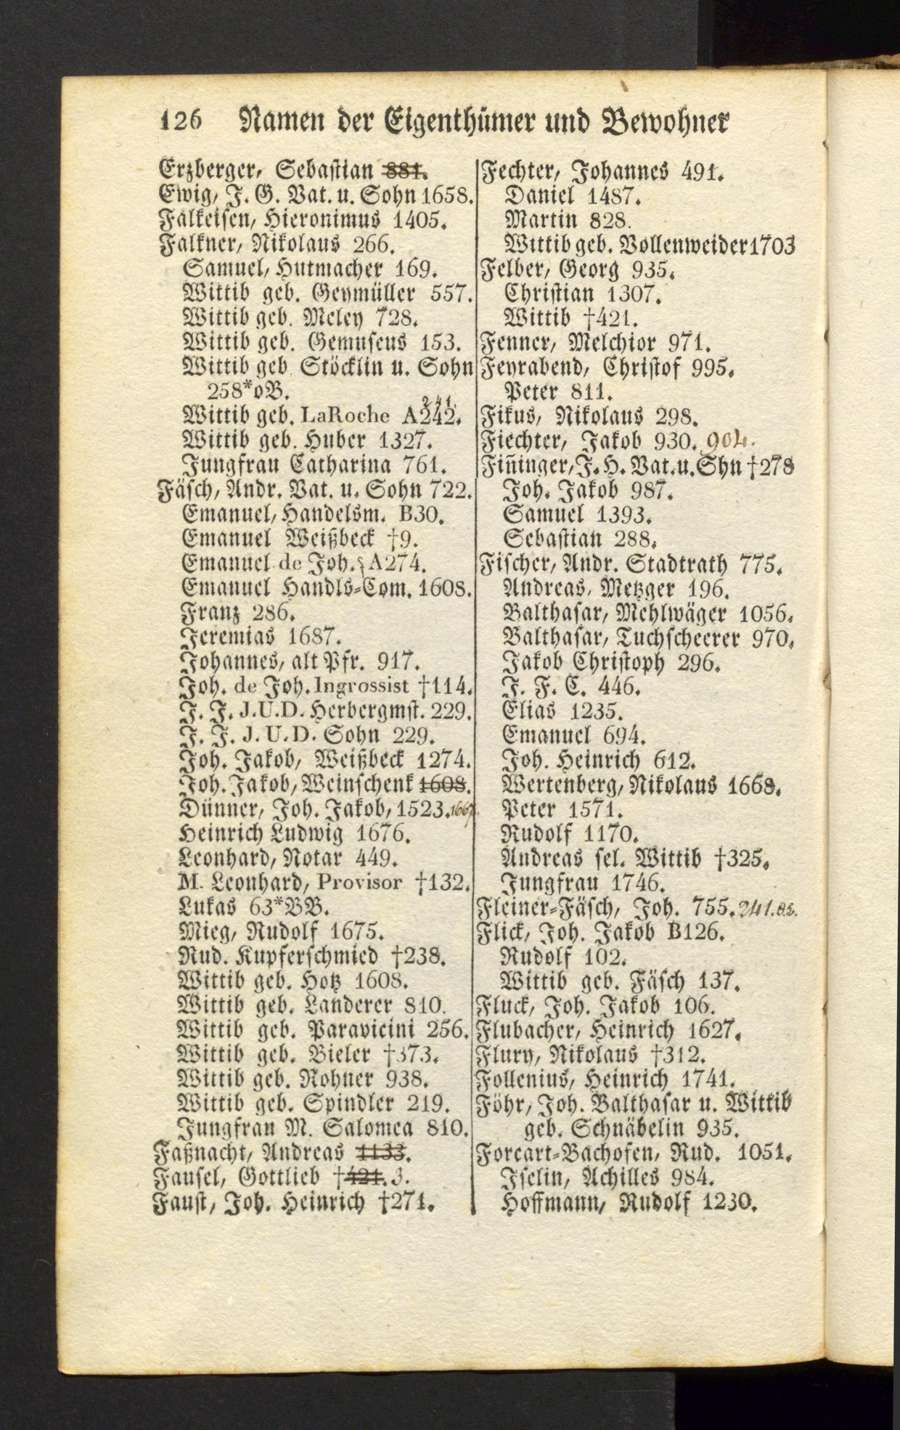 126 Namen der Eigenthümer und Bewohner
Erzberger, Sebastian 881.
Ewig, J. G. Vat. u. Sohn 1658.
Falkeisen, Hieronimus 1405.
Falkner, Nikolaus 266.
Samuel, Hutmacher 169.
Wittib geb. Geymüller 557.
Wittib geb. Meley 728.
Wittib geb. Gemuseus 153.
Wittib geb. Stöcklin u. Sohn
258*oB.
241.
Wittib geb. LaRoche A242.
Wittib geb. Huber 1327.
Jungfrau Catharina 761.
Fäsch, Andr. Vat. u. Sohn 722.
Emanuel, Handelsm. B30.
Emanuel Weißbeck †9.
Emanuel de Joh. A274.
Emanuel Handls=Com. 1608.
Franz 286.
Jeremias 1687.
Johannes, alt Pfr. 917.
Joh. de Joh. Ingrossist †114.
J. J. J.U.D. Herbergmst. 229.
J. J. J.U.D. Sohn 229.
Joh. Jakob, Weißbeck 1274.
Joh. Jakob, Weinschenk 1608.
Dünner, Joh. Jakob, 1523.
Heinrich Ludwig 1676.
Leonhard, Notar 449.
M. Leonhard, Provisor †132.
Lukas 63*BB.
Mieg, Rudolf 1675.
Rud. Kupferschmied †238.
Wittib geb. Hotz 1608.
Wittib geb. Landerer 810.
Wittib geb. Paravicini 256.
Wittib geb. Bieler †373.
Wittib geb. Rohner 938.
Wittib geb. Spindler 219.
Jungfrau M. Salomea 810.
Faßnacht, Andreas 1133.
Fausel, Gottlieb †421. 3.
Faust, Joh. Heinrich †271.
Fechter, Johannes 491.
Daniel 1487.
Martin 828.
Wittib geb. Vollenweider 1703
Felber, Georg 935.
Christian 1307.
Wittib †421.
Fenner, Melchior 971.
Feyrabend, Christof 995.
Peter 811.
Fikus, Nikolaus 298.
Fiechter, Jakob 930. 904.
Fin̄inger, J. H. Vat. u. Shn †278
Joh. Jakob 987.
Samuel 1393.
Sebastian 288.
Fischer, Andr. Stadtrath 775.
Andreas, Metzger 196.
Balthasar, Mehlwäger 1056.
Balthasar, Tuchscheerer 970.
Jakob Christoph 296.
J. F. C. 446.
Elias 1235.
Emanuel 694.
Joh. Heinrich 612.
Wertenberg, Nikolaus 1668.
Peter 1571.
Rudolf 1170.
Andreas sel. Wittib †325.
Jungfrau 1746.
Fleiner=Fäsch, Joh. 755.
Flick, Joh. Jakob B126.
Rudolf 102.
Wittib geb. Fäsch 137.
Fluck, Joh. Jakob 106.
Flubacher, Heinrich 1627.
Flury, Nikolaus †312.
Follenius, Heinrich 1741.
Föhr, Joh. Balthasar u. Wittib
geb. Schnäbelin 935.
Forcart=Bachofen, Rud. 1051.
Iselin, Achilles 984.
Hoffmann, Rudolf 1230.